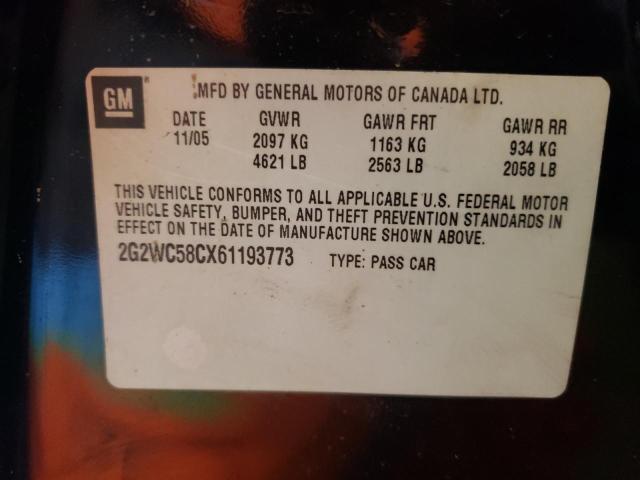 GM
MFD BY GENERAL MOTORS OF CANADA LTD.
DATE GVWR GAWR FRT GAWR RR
11/05 2097 KG 1163 KG 934 KG
4621 LB 2563 LB 2058 LB
THIS VEHICLE CONFORMS TO ALL APPLICABLE U.S. FEDERAL MOTOR
VEHICLE SAFETY, BUMPER, AND THEFT PREVENTION STANDARDS IN
EFFECT ON THE DATE OF MANUFACTURE SHOWN ABOVE.
2G2WC58CX61193773 TYPE: PASS CAR